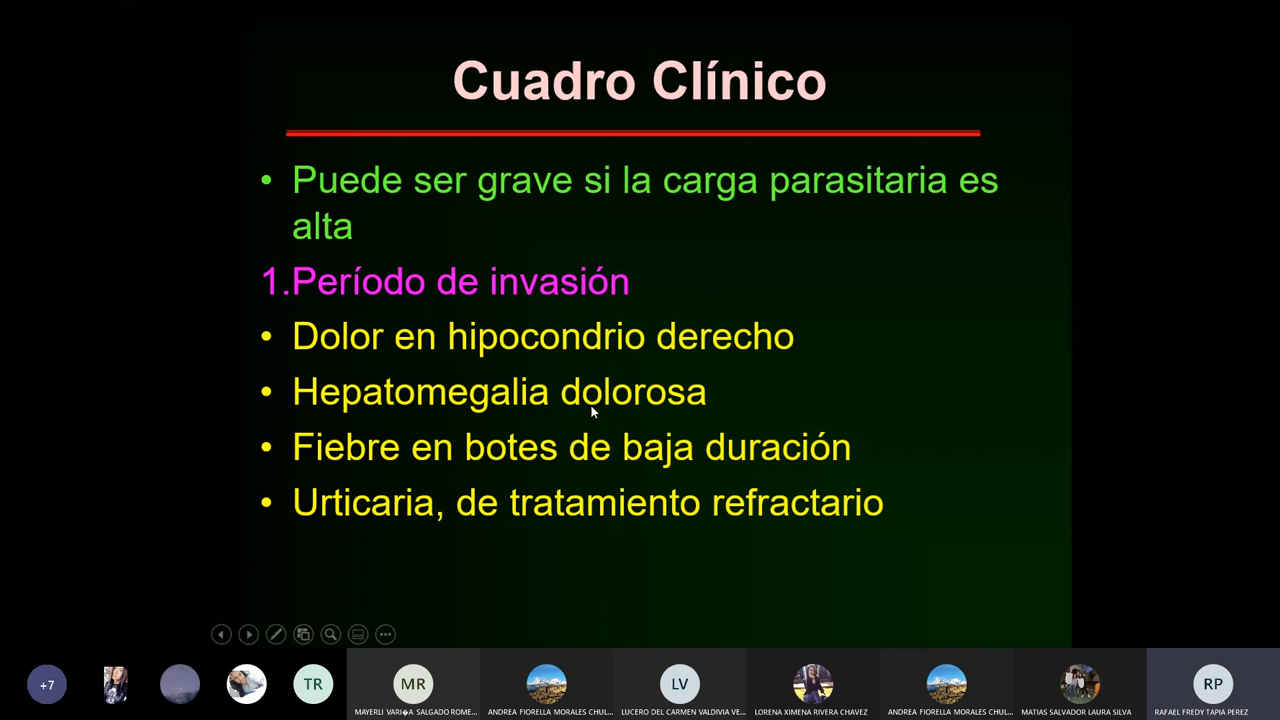 Cuadro Clínico
• Puede ser grave si la carga parasitaria es
alta
1.Período de invasión
• Dolor en hipocondrio derecho
• Hepatomegalia dolorosa
• Fiebre en botes de baja duración
• Urticaria, de tratamiento refractario
+7
TR
MR
LV
RP
MAYERLI VARI�A SALGADO ROME...
ANDREA FIORELLA MORALES CHUL...
LUCERO DEL CARMEN VALDIVIA VE...
LORENA XIMENA RIVERA CHAVEZ
ANDREA FIORELLA MORALES CHUL...
MATIAS SALVADOR LAURA SILVA
RAFAEL FREDY TAPIA PEREZ